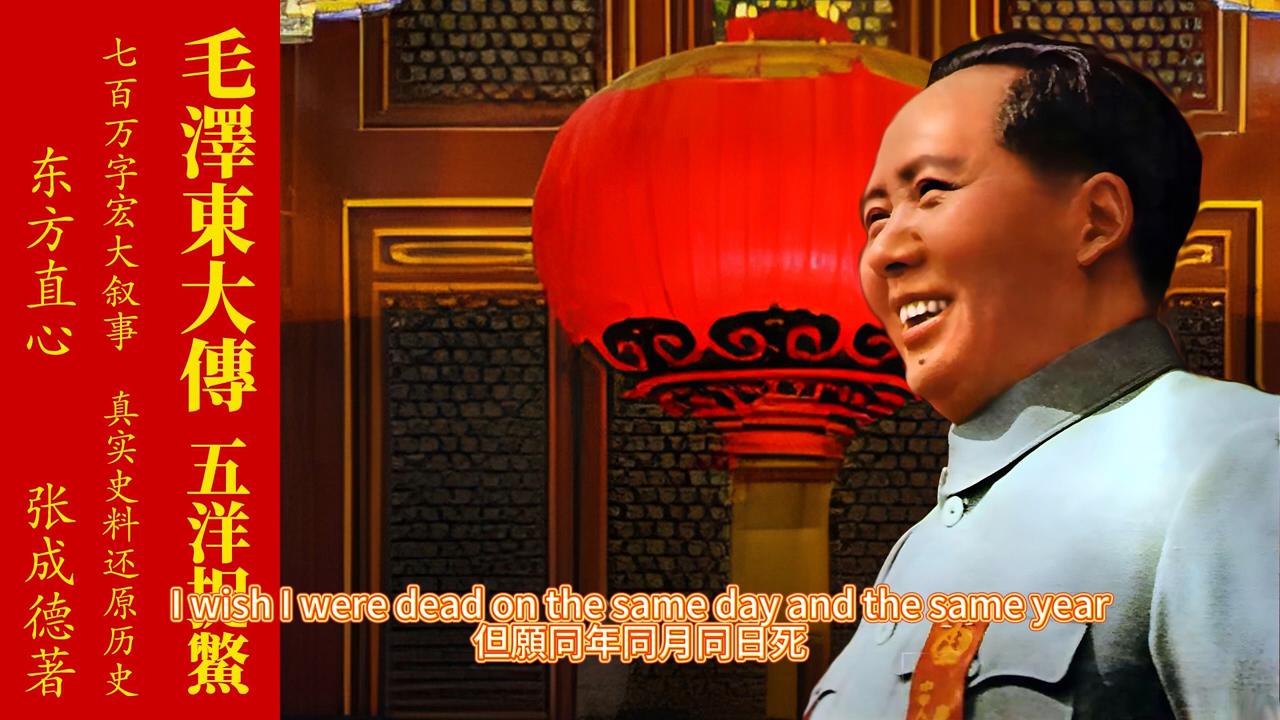 毛澤東大傳 五洋捉鱉
七百万字宏大叙事 真实史料还原历史
东方直心 张成德著
I wish I were dead on the same day and the same year
但願同年同月同日死